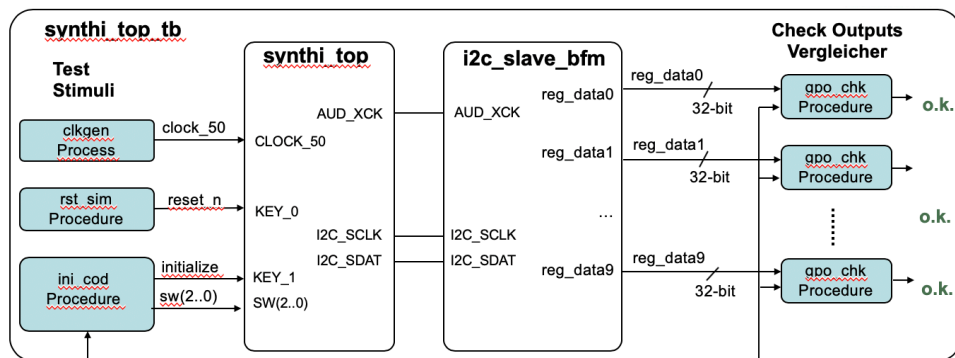 synthi_top_tb
Test
Stimuli
clkgen
Process
clock_50
rst_sim
Procedure
reset_n
ini_cod
Procedure
initialize
sw(2..0)
synthi_top
AUD_XCK
CLOCK_50
KEY_0
I2C_SCLK
I2C_SDAT
KEY_1
SW(2..0)
i2c_slave_bfm
reg_data0
AUD_XCK
reg_data1
...
I2C_SCLK
I2C_SDAT
reg_data9
reg_data0
32-bit
reg_data1
32-bit
reg_data9
32-bit
Check Outputs
Vergleicher
gpo_chk
Procedure
o.k.
gpo_chk
Procedure
o.k.
gpo_chk
Procedure
o.k.